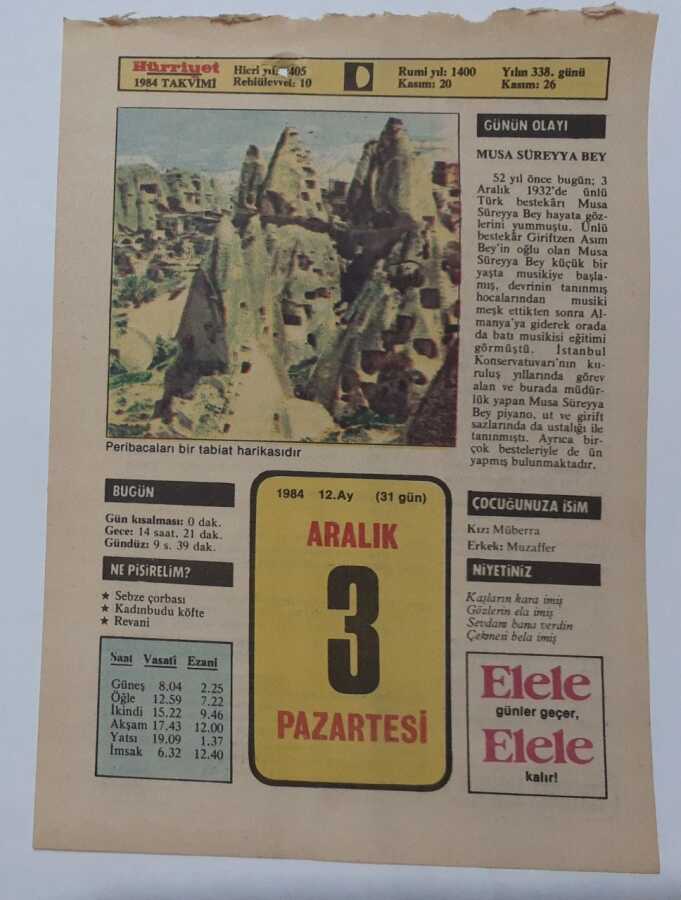 Hürriyet
1984 TAKVİMİ
Hicri yıl: 1405
Rebiülevvel: 10
Rumi yıl: 1400
Kasım: 20
Yılın 338. günü
Kasım: 26
Peribacaları bir tabiat harikasıdır
GÜNÜN OLAYI
MUSA SÜREYYA BEY
52 yıl önce bugün; 3
Aralık 1932'de ünlü
Türk bestekârı Musa
Süreyya Bey hayata göz-
lerini yummuştu. Ünlü
bestekâr Giriftzen Asım
Bey'in oğlu olan Musa
Süreyya Bey küçük bir
yaşta musikiye başla-
mış, devrinin tanınmış
hocalarından musiki
meşk ettikten sonra Al-
manya'ya giderek orada
da batı musikisi eğitimi
görmüştü. İstanbul
Konservatuvarı'nın ku-
ruluş yıllarında görev
alan ve burada müdür-
lük yapan Musa Süreyya
Bey piyano, ut ve girift
sazlarında da ustalığı ile
tanınmıştı. Ayrıca bir-
çok besteleriyle de ün
yapmış bulunmaktadır.
BUGÜN
Gün kısalması: 0 dak.
Gece: 14 saat. 21 dak.
Gündüz: 9 s. 39 dak.
NE PİŞİRELİM?
★ Sebze çorbası
★ Kadınbudu köfte
★ Revani
Saat Vasati Ezani
Güneş 8.04 2.25
Öğle 12.59 7.22
İkindi 15.22 9.46
Akşam 17.43 12.00
Yatsı 19.09 1.37
İmsak 6.32 12.40
1984 12.Ay (31 gün)
ARALIK
3
PAZARTESİ
ÇOCUĞUNUZA İSİM
Kız: Müberra
Erkek: Muzaffer
NİYETİNİZ
Kaşların kara imiş
Gözlerin ela imiş
Sevdanı bana verdin
Çekmesi bela imiş
Elele
günler geçer,
Elele
kalır!